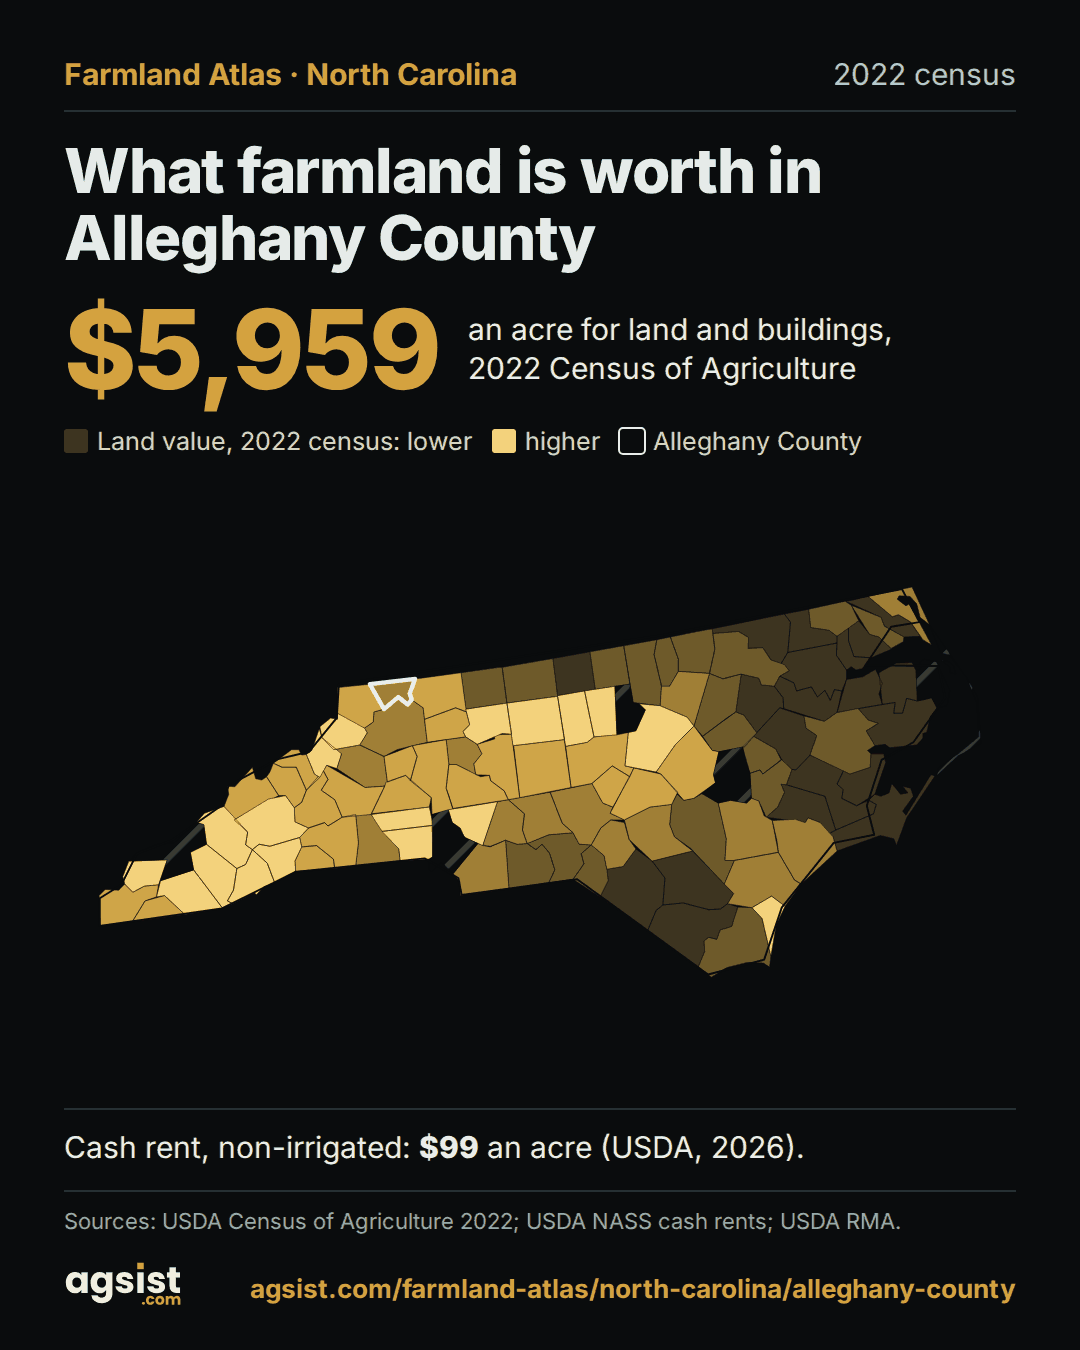 Farmland Atlas · North Carolina
2022 census
What farmland is worth in
Alleghany County
$5,959
an acre for land and buildings,
2022 Census of Agriculture
Land value, 2022 census: lower
higher
Alleghany County
Cash rent, non-irrigated: $99 an acre (USDA, 2026).
Sources: USDA Census of Agriculture 2022; USDA NASS cash rents; USDA RMA.
agsist
.com
agsist.com/farmland-atlas/north-carolina/alleghany-county